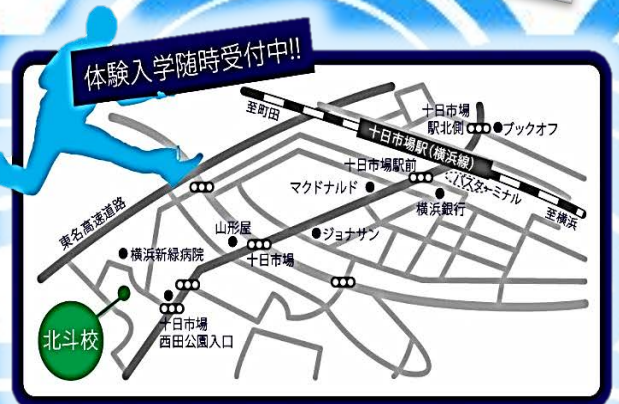 体験入学随時受付中!!
至町田
十日市場
駅北側
ブックオフ
十日市場駅(横浜線)
十日市場駅前
バスターミナル
マクドナルド
横浜銀行
至横浜
東名高速道路
山形屋
ジョナサン
十日市場
横浜新緑病院
北斗校
十日市場
西田公園入口